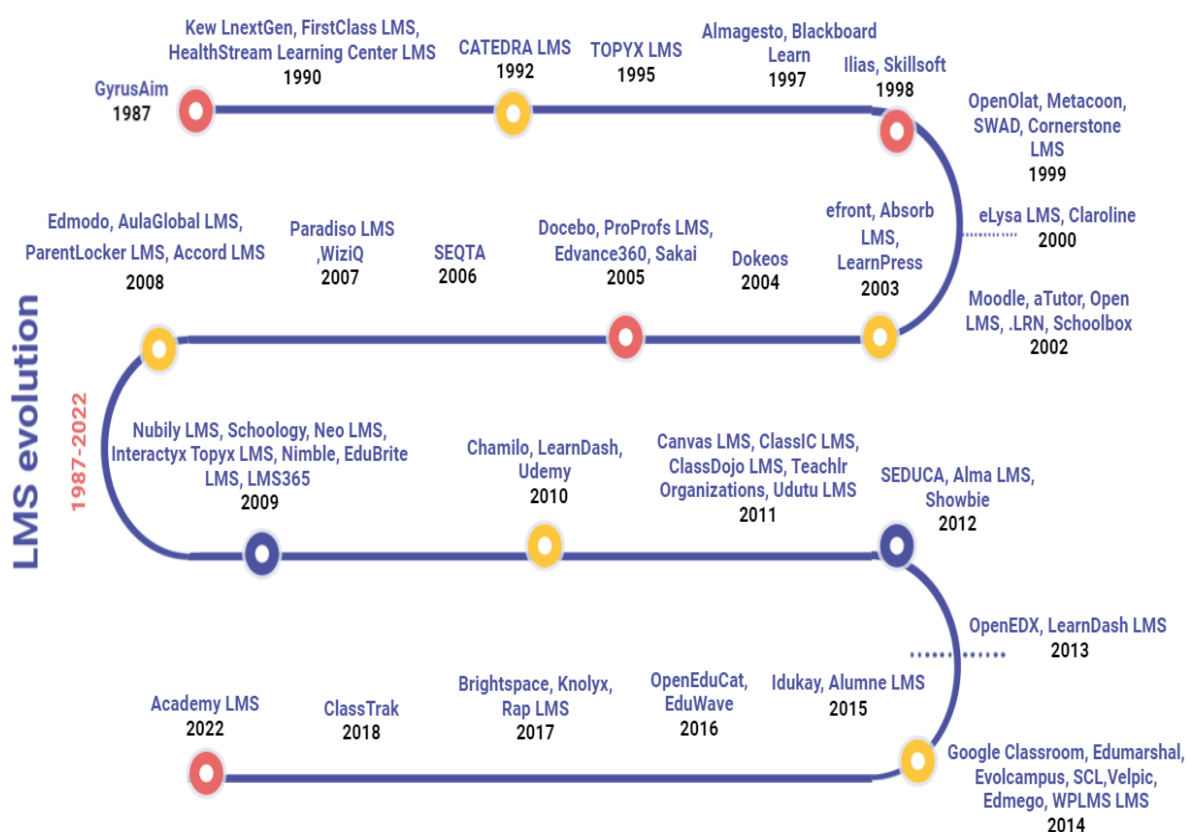 LMS evolution
1987-2022
GyrusAim
1987
Kew LnextGen, FirstClass LMS,
HealthStream Learning Center LMS
1990
CATEDRA LMS
1992
TOPYX LMS
1995
Almagesto, Blackboard
Learn
1997
Ilias, Skillsoft
1998
OpenOlat, Metacoon,
SWAD, Cornerstone
LMS
1999
eLysa LMS, Claroline
2000
Moodle, aTutor, Open
LMS, .LRN, Schoolbox
2002
efront, Absorb
LMS,
LearnPress
2003
Dokeos
2004
Docebo, ProProfs LMS,
Edvance360, Sakai
2005
SEQTA
2006
Paradiso LMS
,WiziQ
2007
Edmodo, AulaGlobal LMS,
ParentLocker LMS, Accord LMS
2008
Nubily LMS, Schoology, Neo LMS,
Interactyx Topyx LMS, Nimble, EduBrite
LMS, LMS365
2009
Chamilo, LearnDash,
Udemy
2010
Canvas LMS, ClassIC LMS,
ClassDojo LMS, Teachlr
Organizations, Udutu LMS
2011
SEDUCA, Alma LMS,
Showbie
2012
OpenEDX, LearnDash LMS
2013
Google Classroom, Edumarshal,
Evolcampus, SCL,Velpic,
Edmego, WPLMS LMS
2014
Idukay, Alumne LMS
2015
OpenEduCat,
EduWave
2016
Brightspace, Knolyx,
Rap LMS
2017
ClassTrak
2018
Academy LMS
2022